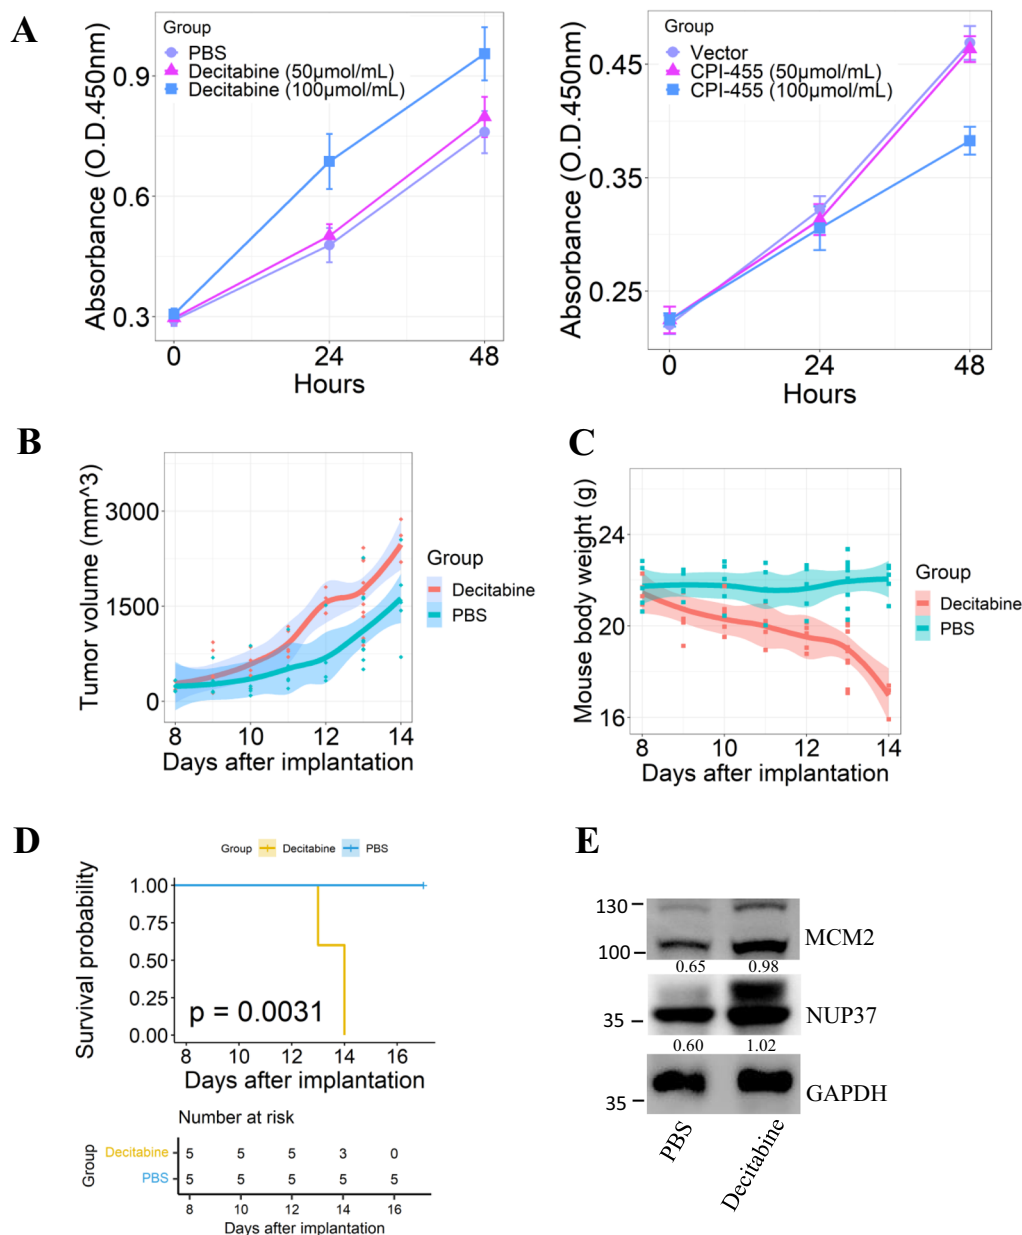 A
Absorbance (O.D.450nm)
Group
PBS
Decitabine (50μmol/mL)
Decitabine (100μmol/mL)
0.9
0.6
0.3
0 24 48
Hours
Absorbance (O.D.450nm)
Group
Vector
CPI-455 (50μmol/mL)
CPI-455 (100μmol/mL)
0.45
0.35
0.25
0 24 48
Hours
B
Tumor volume (mm^3)
3000
1500
0
8 10 12 14
Days after implantation
Group
Decitabine
PBS
C
Mouse body weight (g)
24
20
16
8 10 12 14
Days after implantation
Group
Decitabine
PBS
D
Group Decitabine PBS
Survival probability
1.00
0.75
0.50
0.25
0.00
p = 0.0031
8 10 12 14 16
Days after implantation
Number at risk
Group
Decitabine 5 5 5 3 0
PBS 5 5 5 5 5
8 10 12 14 16
Days after implantation
E
130
100
MCM2
0.65 0.98
35
NUP37
0.60 1.02
35
GAPDH
PBS
Decitabine